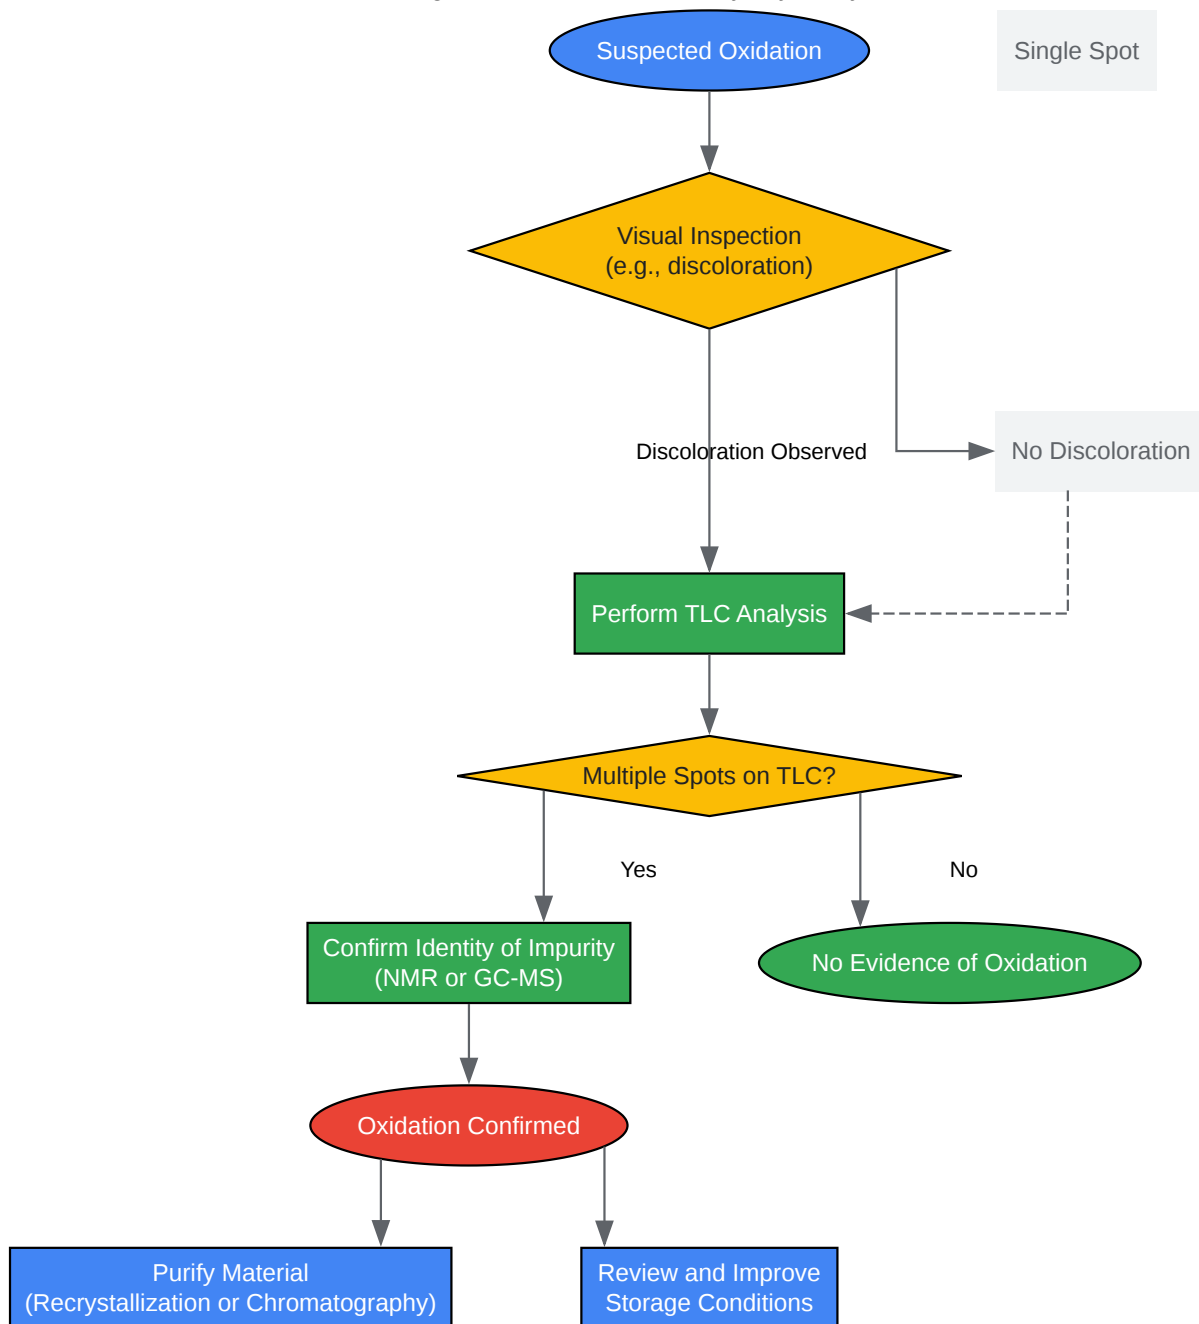 Suspected Oxidation
Single Spot
Visual Inspection
(e.g., discoloration)
Discoloration Observed
No Discoloration
Perform TLC Analysis
Multiple Spots on TLC?
Yes
No
Confirm Identity of Impurity
(NMR or GC-MS)
No Evidence of Oxidation
Oxidation Confirmed
Purify Material
(Recrystallization or Chromatography)
Review and Improve
Storage Conditions